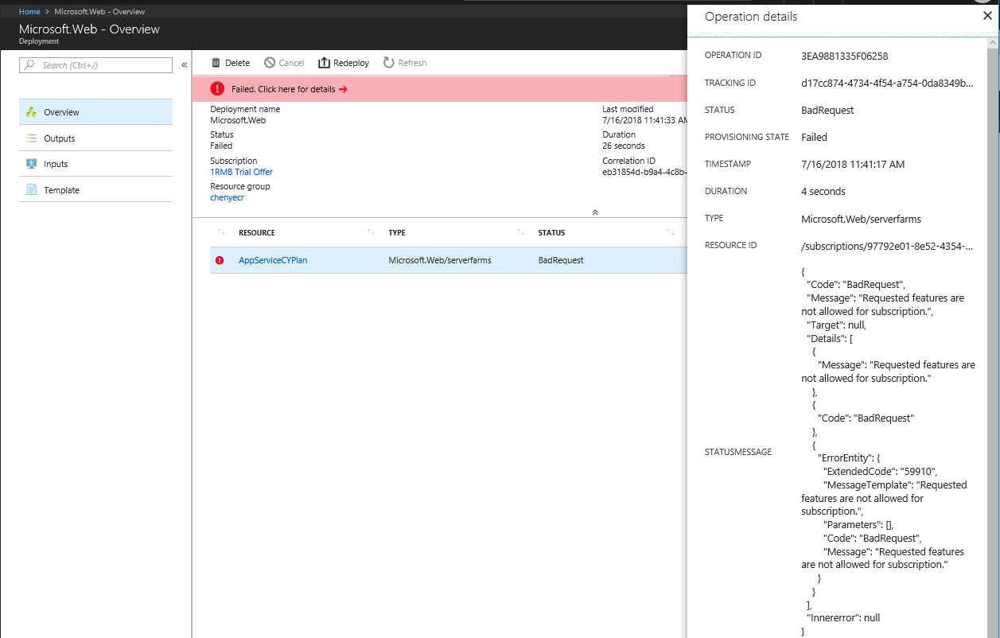 Home > Microsoft.Web - Overview
Microsoft.Web - Overview
Deployment
Search (Ctrl+/)
«
Overview
Outputs
Inputs
Template
Delete
Cancel
Redeploy
Refresh
Failed. Click here for details →
Deployment name
Microsoft.Web
Status
Failed
Subscription
1RMB Trial Offer
Resource group
chenyecr
Last modified
7/16/2018 11:41:33 AM
Duration
26 seconds
Correlation ID
eb31854d-b9a4-4c8b-
RESOURCE TYPE STATUS
AppServiceCYPlan Microsoft.Web/serverfarms BadRequest
Operation details
OPERATION ID 3EA9881335F06258
TRACKING ID d17cc874-4734-4f54-a754-0da8349b...
STATUS BadRequest
PROVISIONING STATE Failed
TIMESTAMP 7/16/2018 11:41:17 AM
DURATION 4 seconds
TYPE Microsoft.Web/serverfarms
RESOURCE ID /subscriptions/97792e01-8e52-4354-...
STATUSMESSAGE
{
"Code": "BadRequest",
"Message": "Requested features are
not allowed for subscription.",
"Target": null,
"Details": [
{
"Message": "Requested features are
not allowed for subscription."
},
{
"Code": "BadRequest"
},
{
"ErrorEntity": {
"ExtendedCode": "59910",
"MessageTemplate": "Requested
features are not allowed for
subscription.",
"Parameters": [],
"Code": "BadRequest",
"Message": "Requested features
are not allowed for subscription."
}
}
],
"Innererror": null
}